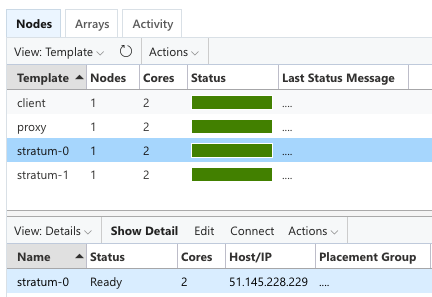 Nodes Arrays Activity
View: Template Actions
Template Nodes Cores Status Last Status Message
client 1 2 ....
proxy 1 2 ....
stratum-0 1 2 ....
stratum-1 1 2 ....
View: Details Show Detail Edit Connect Actions
Name Status Cores Host/IP Placement Group
stratum-0 Ready 2 51.145.228.229 ....